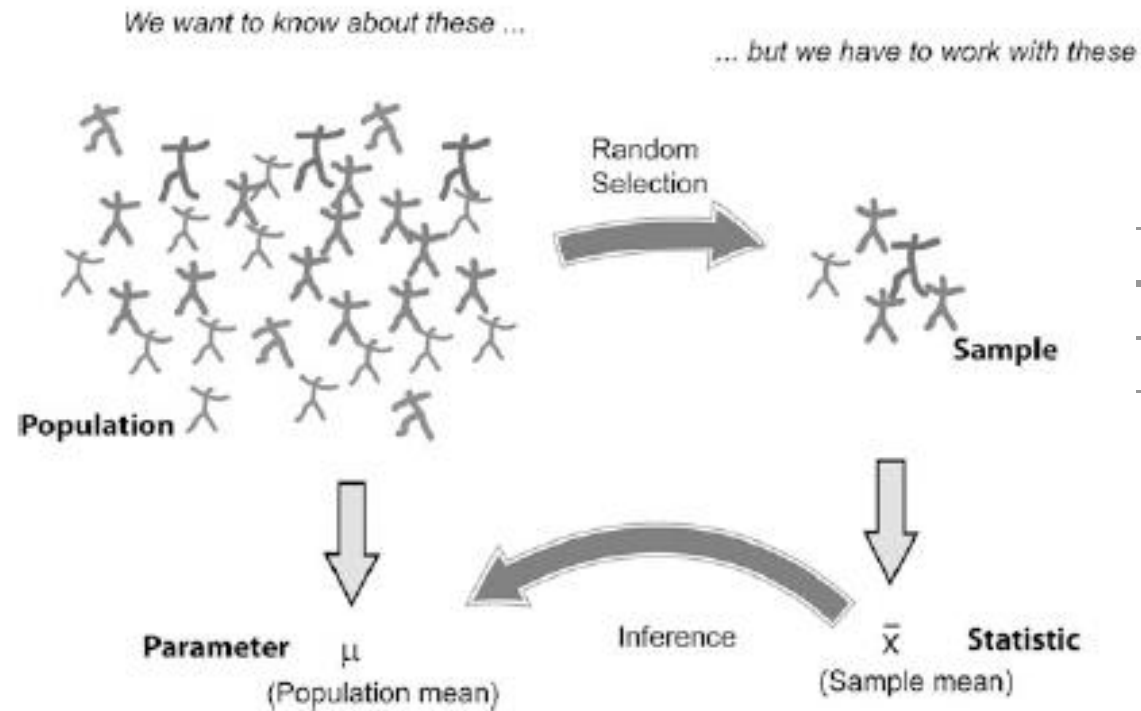 We want to know about these ...
... but we have to work with these
Random
Selection
Sample
Population
Parameter μ
(Population mean)
Inference
x̄ Statistic
(Sample mean)